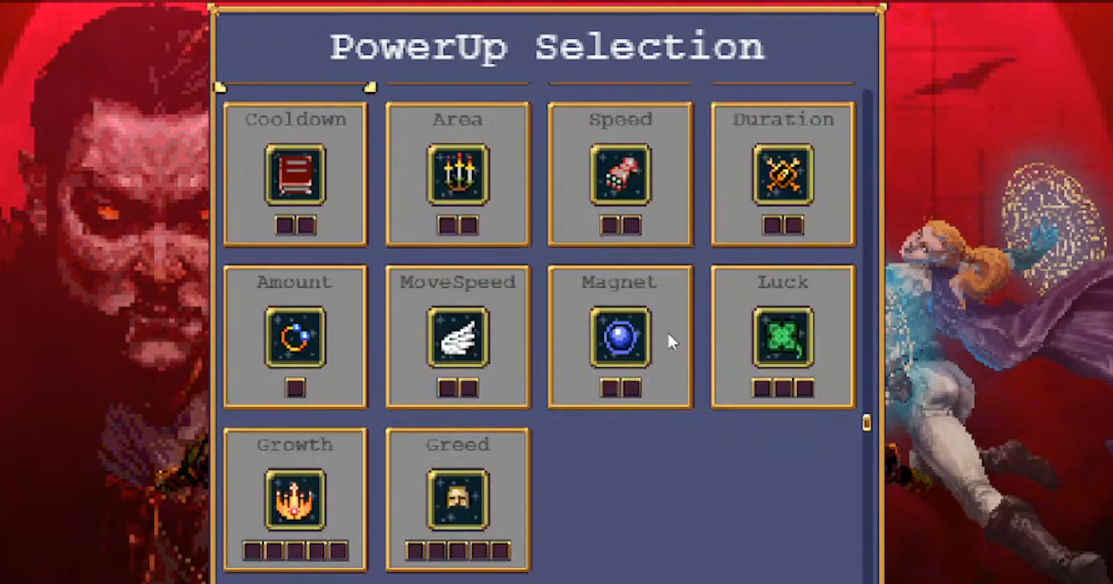 PowerUp Selection
Cooldown Area Speed Duration
Amount MoveSpeed Magnet Luck
Growth Greed